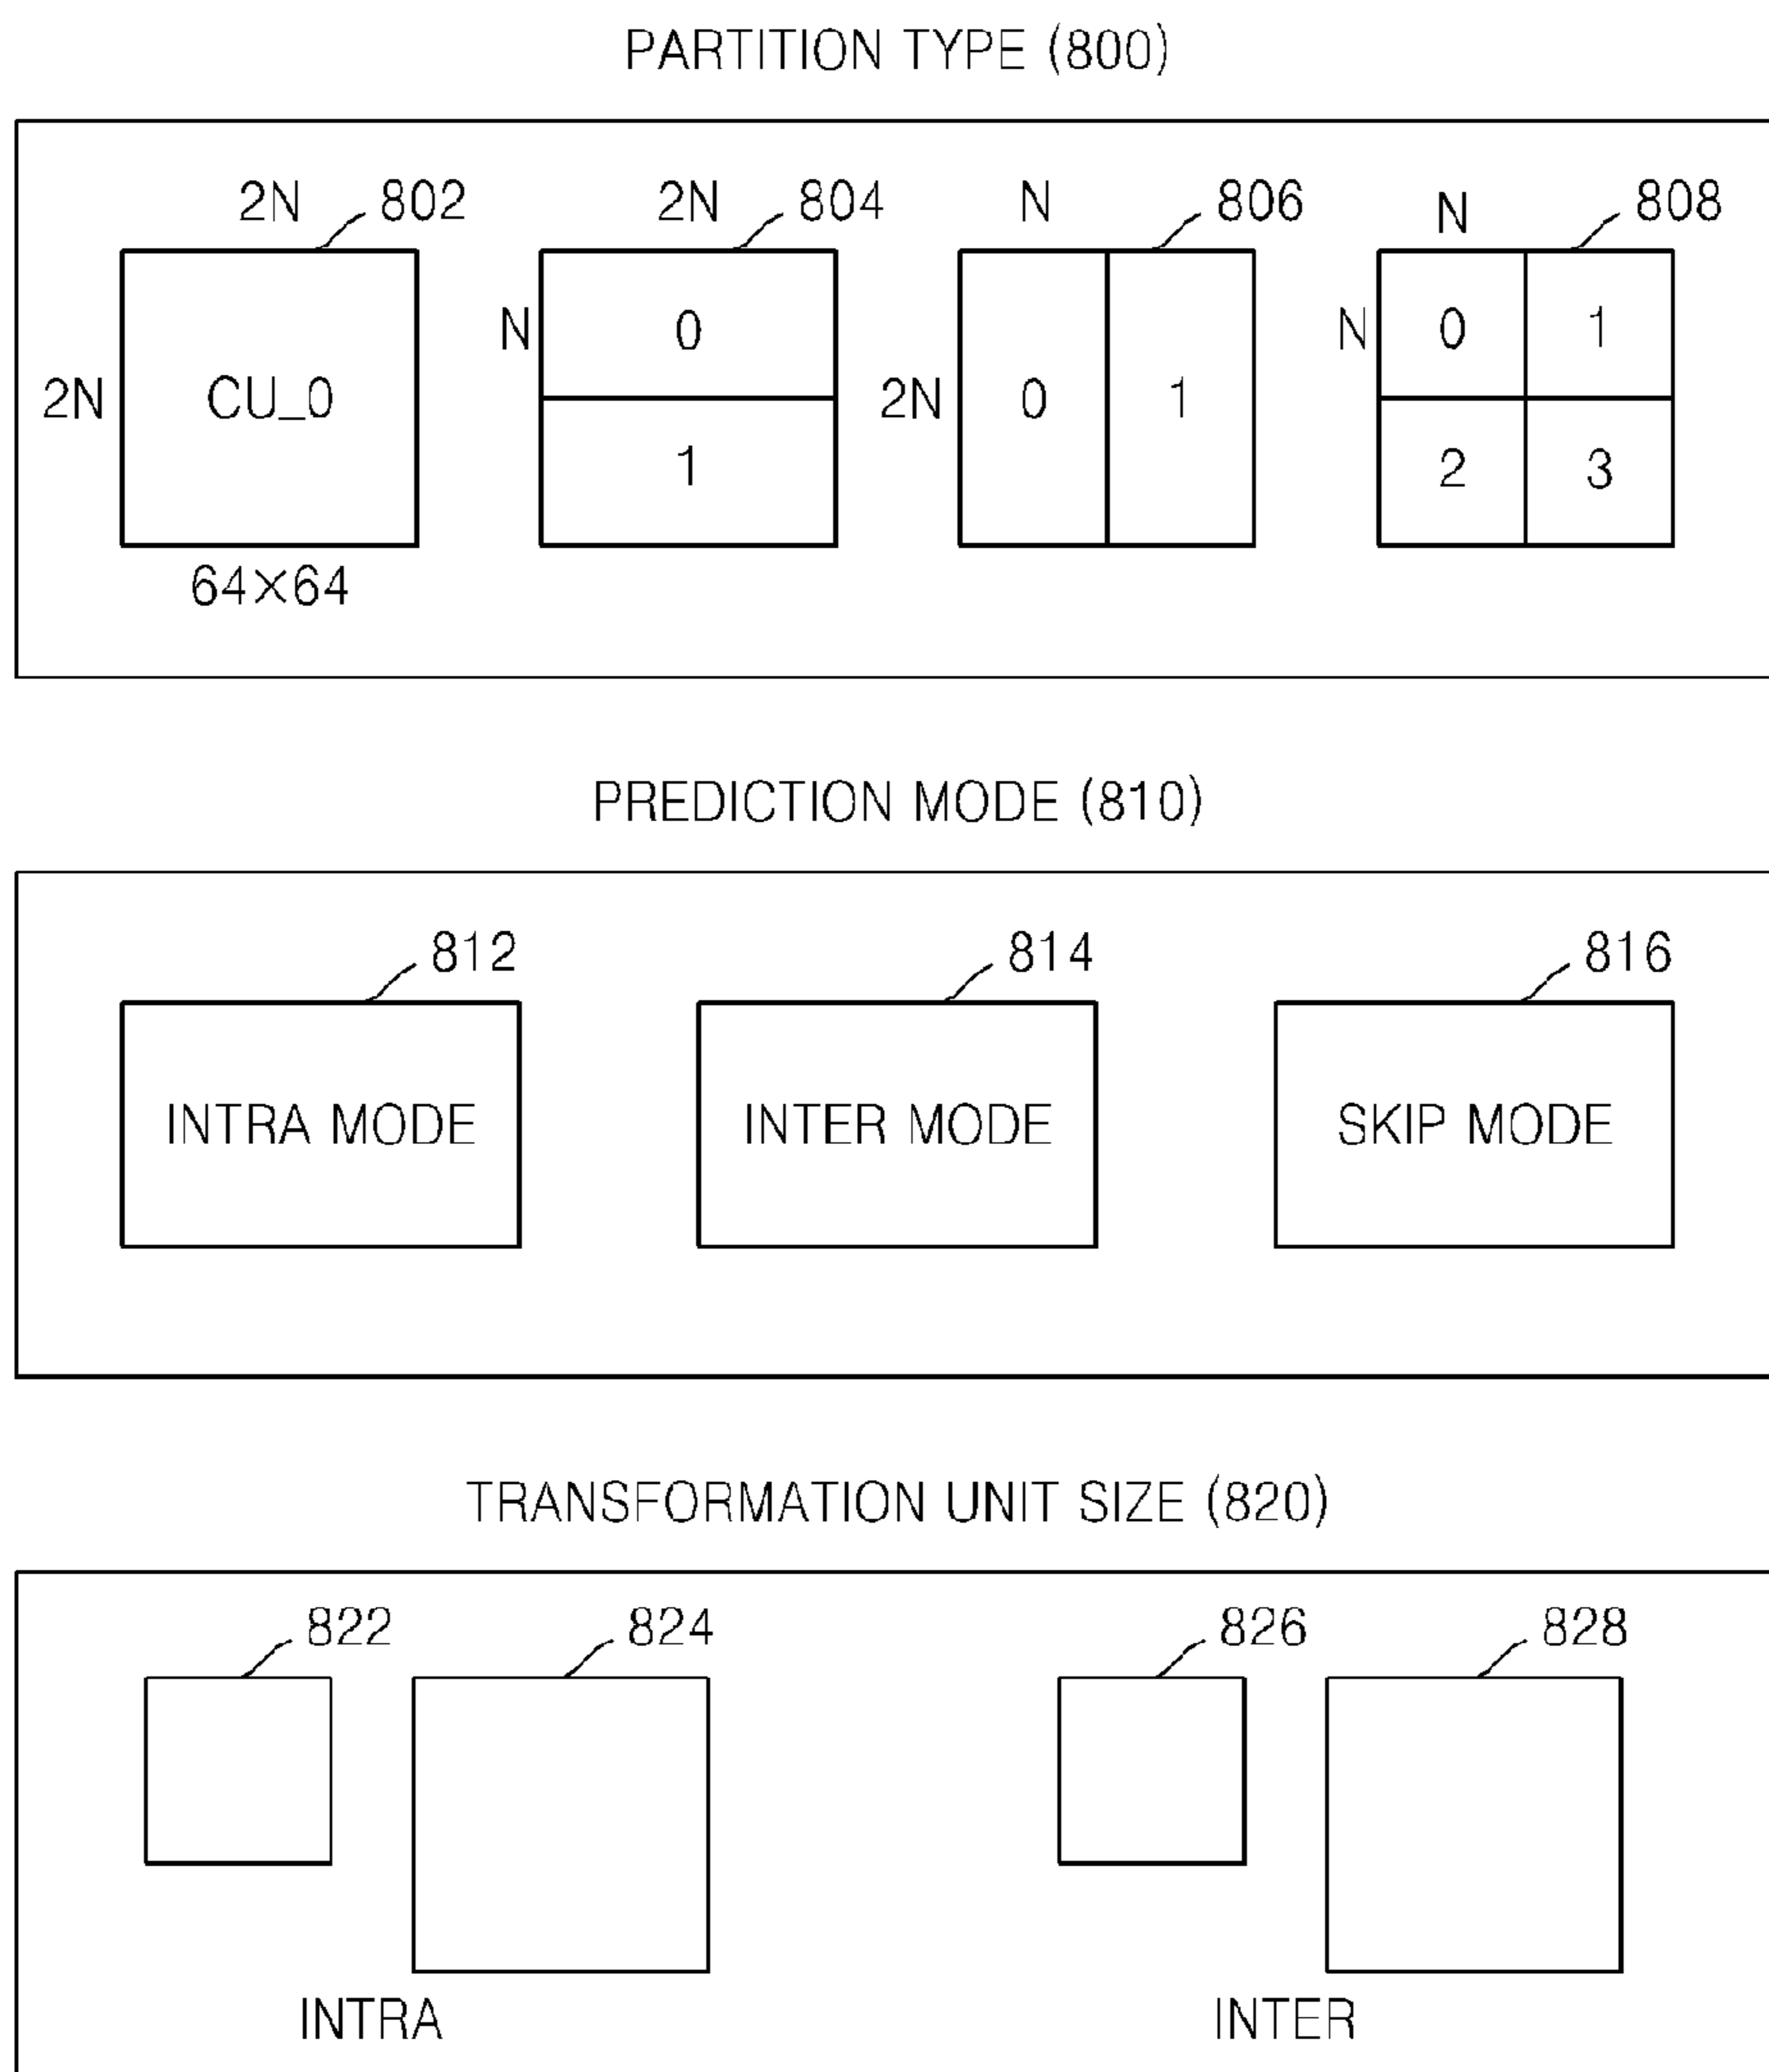 PARTITION TYPE (800)
2N 802 2N 804 N 806 N 808
N 0 N 0 1
2N CU_0 2N 0 1
1 2 3
64×64
PREDICTION MODE (810)
812 814 816
INTRA MODE INTER MODE SKIP MODE
TRANSFORMATION UNIT SIZE (820)
822 824 826 828
INTRA INTER